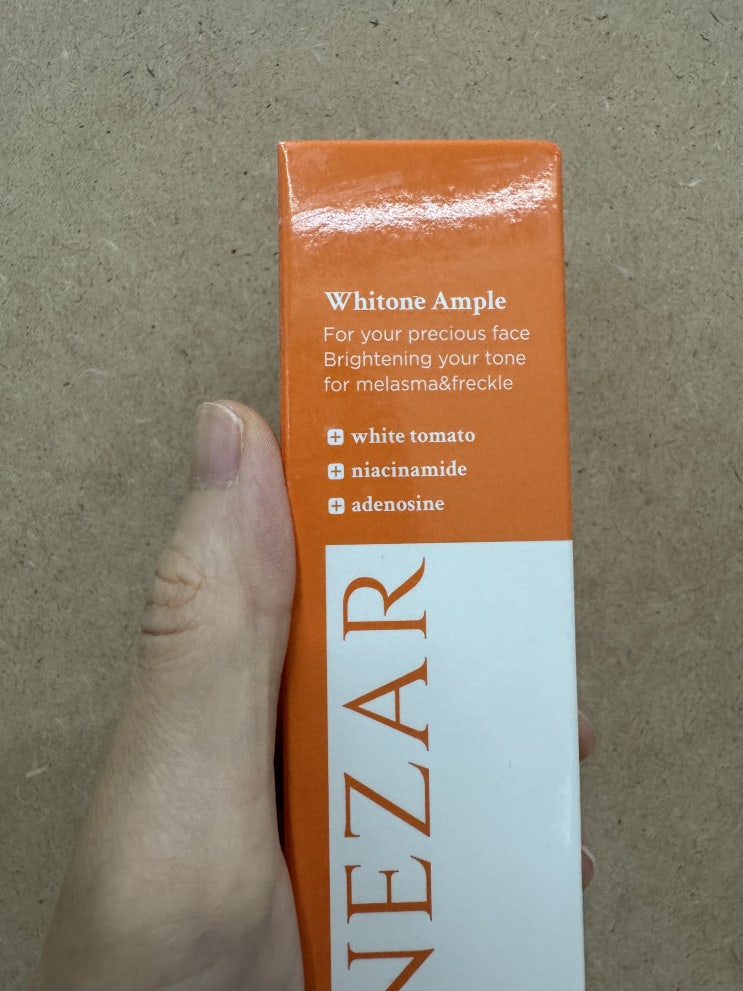 Whitone Ample
For your precious face
Brightening your tone
for melasma&freckle
white tomato
niacinamide
adenosine
NEZAR